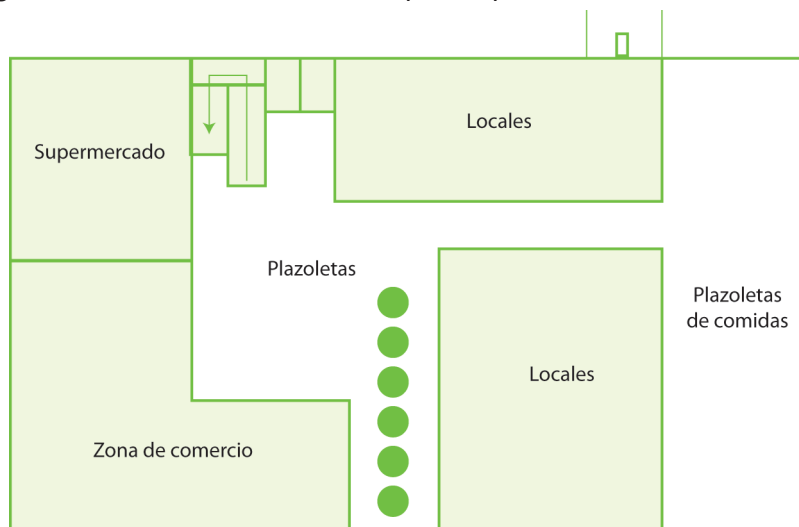 Locales
Supermercado
Plazoletas
Plazoletas
de comidas
Locales
Zona de comercio